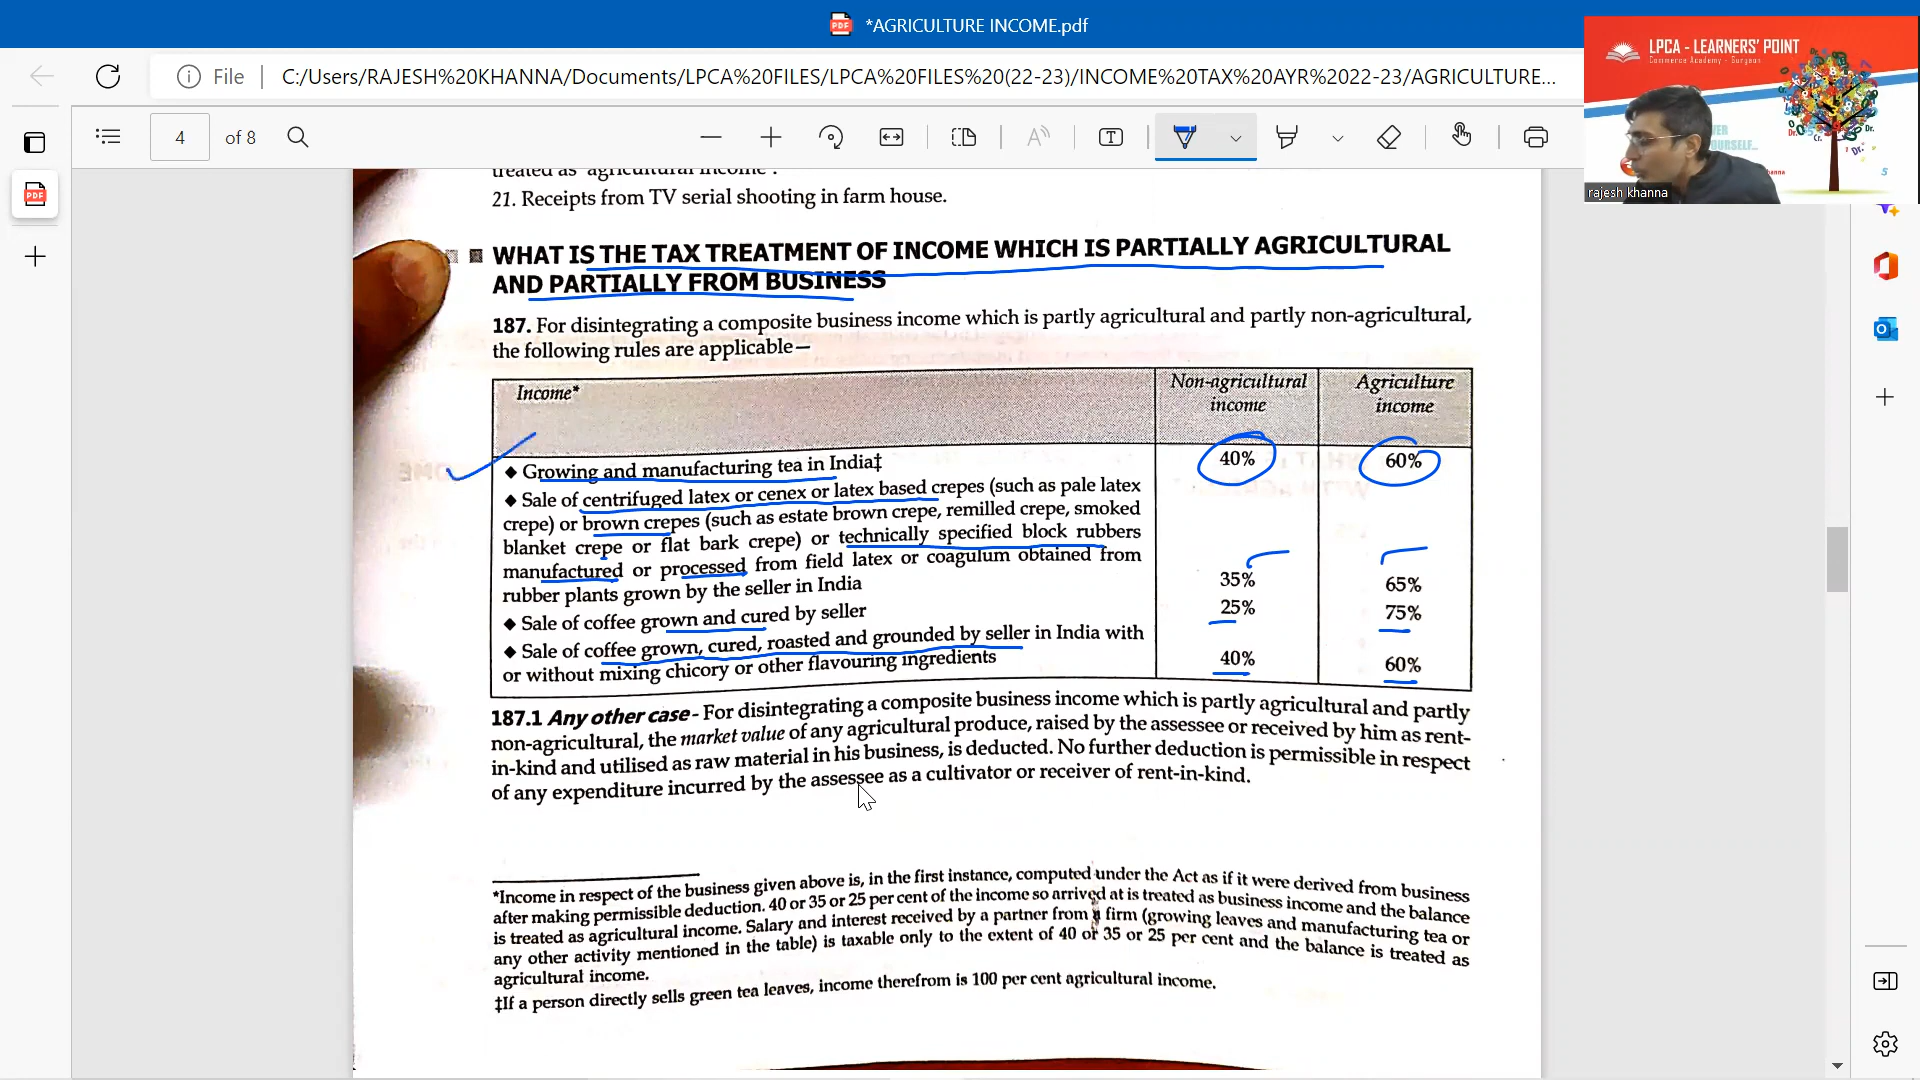 *AGRICULTURE INCOME.pdf
File
C:/Users/RAJESH%20KHANNA/Documents/LPCA%20FILES/LPCA%20FILES%20(22-23)/INCOME%20TAX%20AYR%2022-23/AGRICULTURE...
LPCA - LEARNERS' POINT
Commerce Academy - Gurgaon
rajesh khanna
4 of 8
treated as 'agricultural income'.
21. Receipts from TV serial shooting in farm house.
WHAT IS THE TAX TREATMENT OF INCOME WHICH IS PARTIALLY AGRICULTURAL
AND PARTIALLY FROM BUSINESS
187. For disintegrating a composite business income which is partly agricultural and partly non-agricultural,
the following rules are applicable—
Income*
Non-agricultural
income
Agriculture
income
◆ Growing and manufacturing tea in India‡ 40% 60%
◆ Sale of centrifuged latex or cenex or latex based crepes (such as pale latex
crepe) or brown crepes (such as estate brown crepe, remilled crepe, smoked
blanket crepe or flat bark crepe) or technically specified block rubbers
manufactured or processed from field latex or coagulum obtained from
rubber plants grown by the seller in India 35% 65%
◆ Sale of coffee grown and cured by seller 25% 75%
◆ Sale of coffee grown, cured, roasted and grounded by seller in India with
or without mixing chicory or other flavouring ingredients 40% 60%
187.1 Any other case - For disintegrating a composite business income which is partly agricultural and partly
non-agricultural, the market value of any agricultural produce, raised by the assessee or received by him as rent-
in-kind and utilised as raw material in his business, is deducted. No further deduction is permissible in respect
of any expenditure incurred by the assessee as a cultivator or receiver of rent-in-kind.
*Income in respect of the business given above is, in the first instance, computed under the Act as if it were derived from business
after making permissible deduction. 40 or 35 or 25 per cent of the income so arrived at is treated as business income and the balance
is treated as agricultural income. Salary and interest received by a partner from a firm (growing leaves and manufacturing tea or
any other activity mentioned in the table) is taxable only to the extent of 40 or 35 or 25 per cent and the balance is treated as
agricultural income.
‡If a person directly sells green tea leaves, income therefrom is 100 per cent agricultural income.